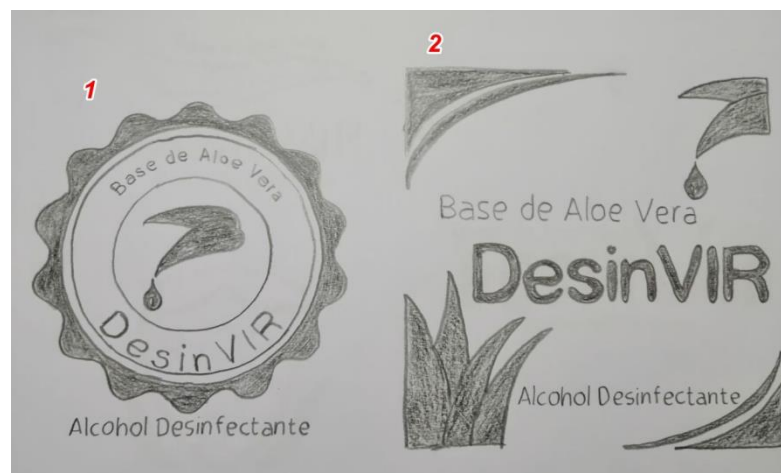 1
Base de Aloe Vera
DesinVIR
Alcohol Desinfectante
2
Base de Aloe Vera
DesinVIR
Alcohol Desinfectante